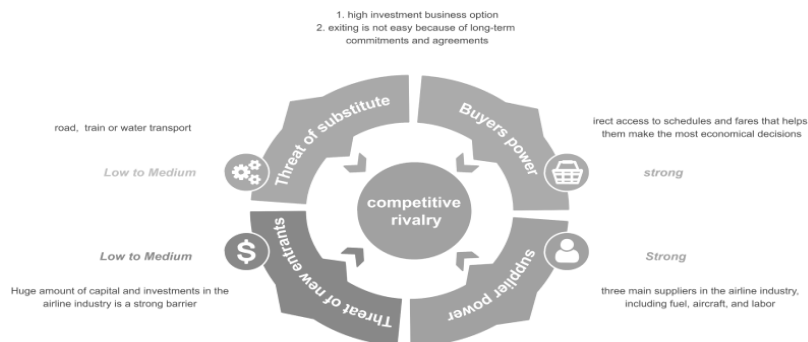 1. high investment business option
2. exiting is not easy because of long-term
commitments and agreements
Threat of substitute
Buyers power
road, train or water transport
irect access to schedules and fares that helps
them make the most economical decisions
Low to Medium
strong
competitive
rivalry
Low to Medium
$
Strong
Threat of new entrants
supplier power
Huge amount of capital and investments in the
airline industry is a strong barrier
three main suppliers in the airline industry,
including fuel, aircraft, and labor